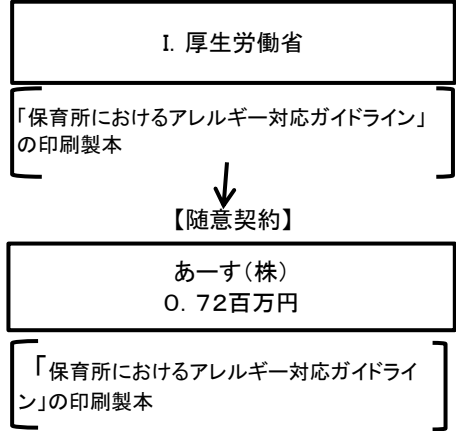 I. 厚生労働省
「保育所におけるアレルギー対応ガイドライン」
の印刷製本
【随意契約】
あーす（株）
０．７２百万円
「保育所におけるアレルギー対応ガイドライ
ン」の印刷製本